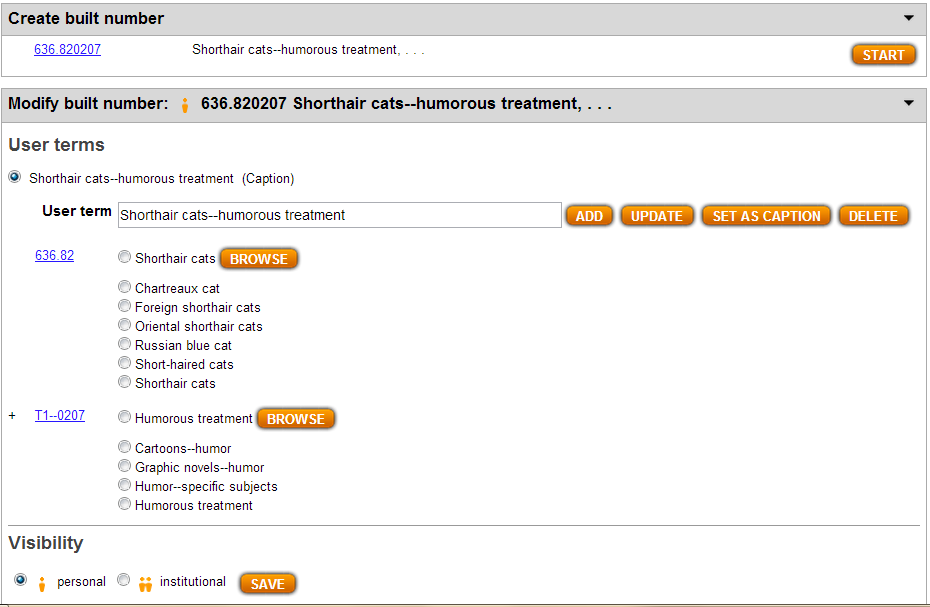 Create built number
636.820207 Shorthair cats--humorous treatment, . . .
START
Modify built number: 636.820207 Shorthair cats--humorous treatment, . . .
User terms
Shorthair cats--humorous treatment (Caption)
User term Shorthair cats--humorous treatment ADD UPDATE SET AS CAPTION DELETE
636.82 Shorthair cats BROWSE
Chartreaux cat
Foreign shorthair cats
Oriental shorthair cats
Russian blue cat
Short-haired cats
Shorthair cats
+ T1--0207 Humorous treatment BROWSE
Cartoons--humor
Graphic novels--humor
Humor--specific subjects
Humorous treatment
Visibility
personal institutional SAVE